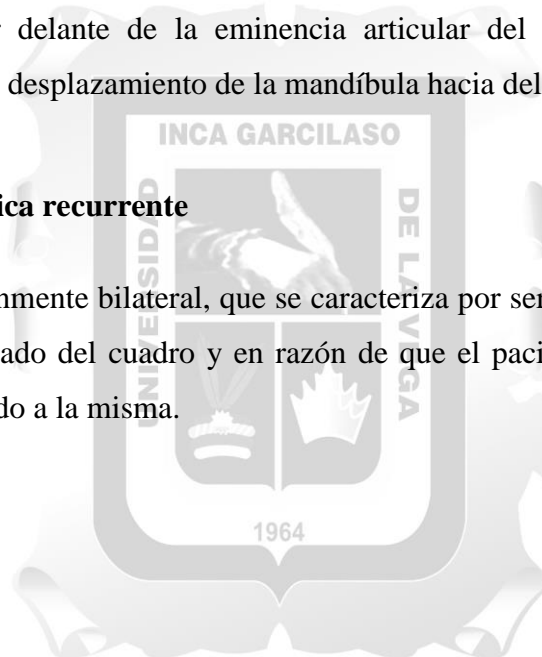 delante de la eminencia articular del
desplazamiento de la mandíbula hacia del
INCA GARCILASO
ica recurrente
UNIVERSIDAD
DE LA VEGA
nmente bilateral, que se caracteriza por ser
ado del cuadro y en razón de que el paci
do a la misma.
1964